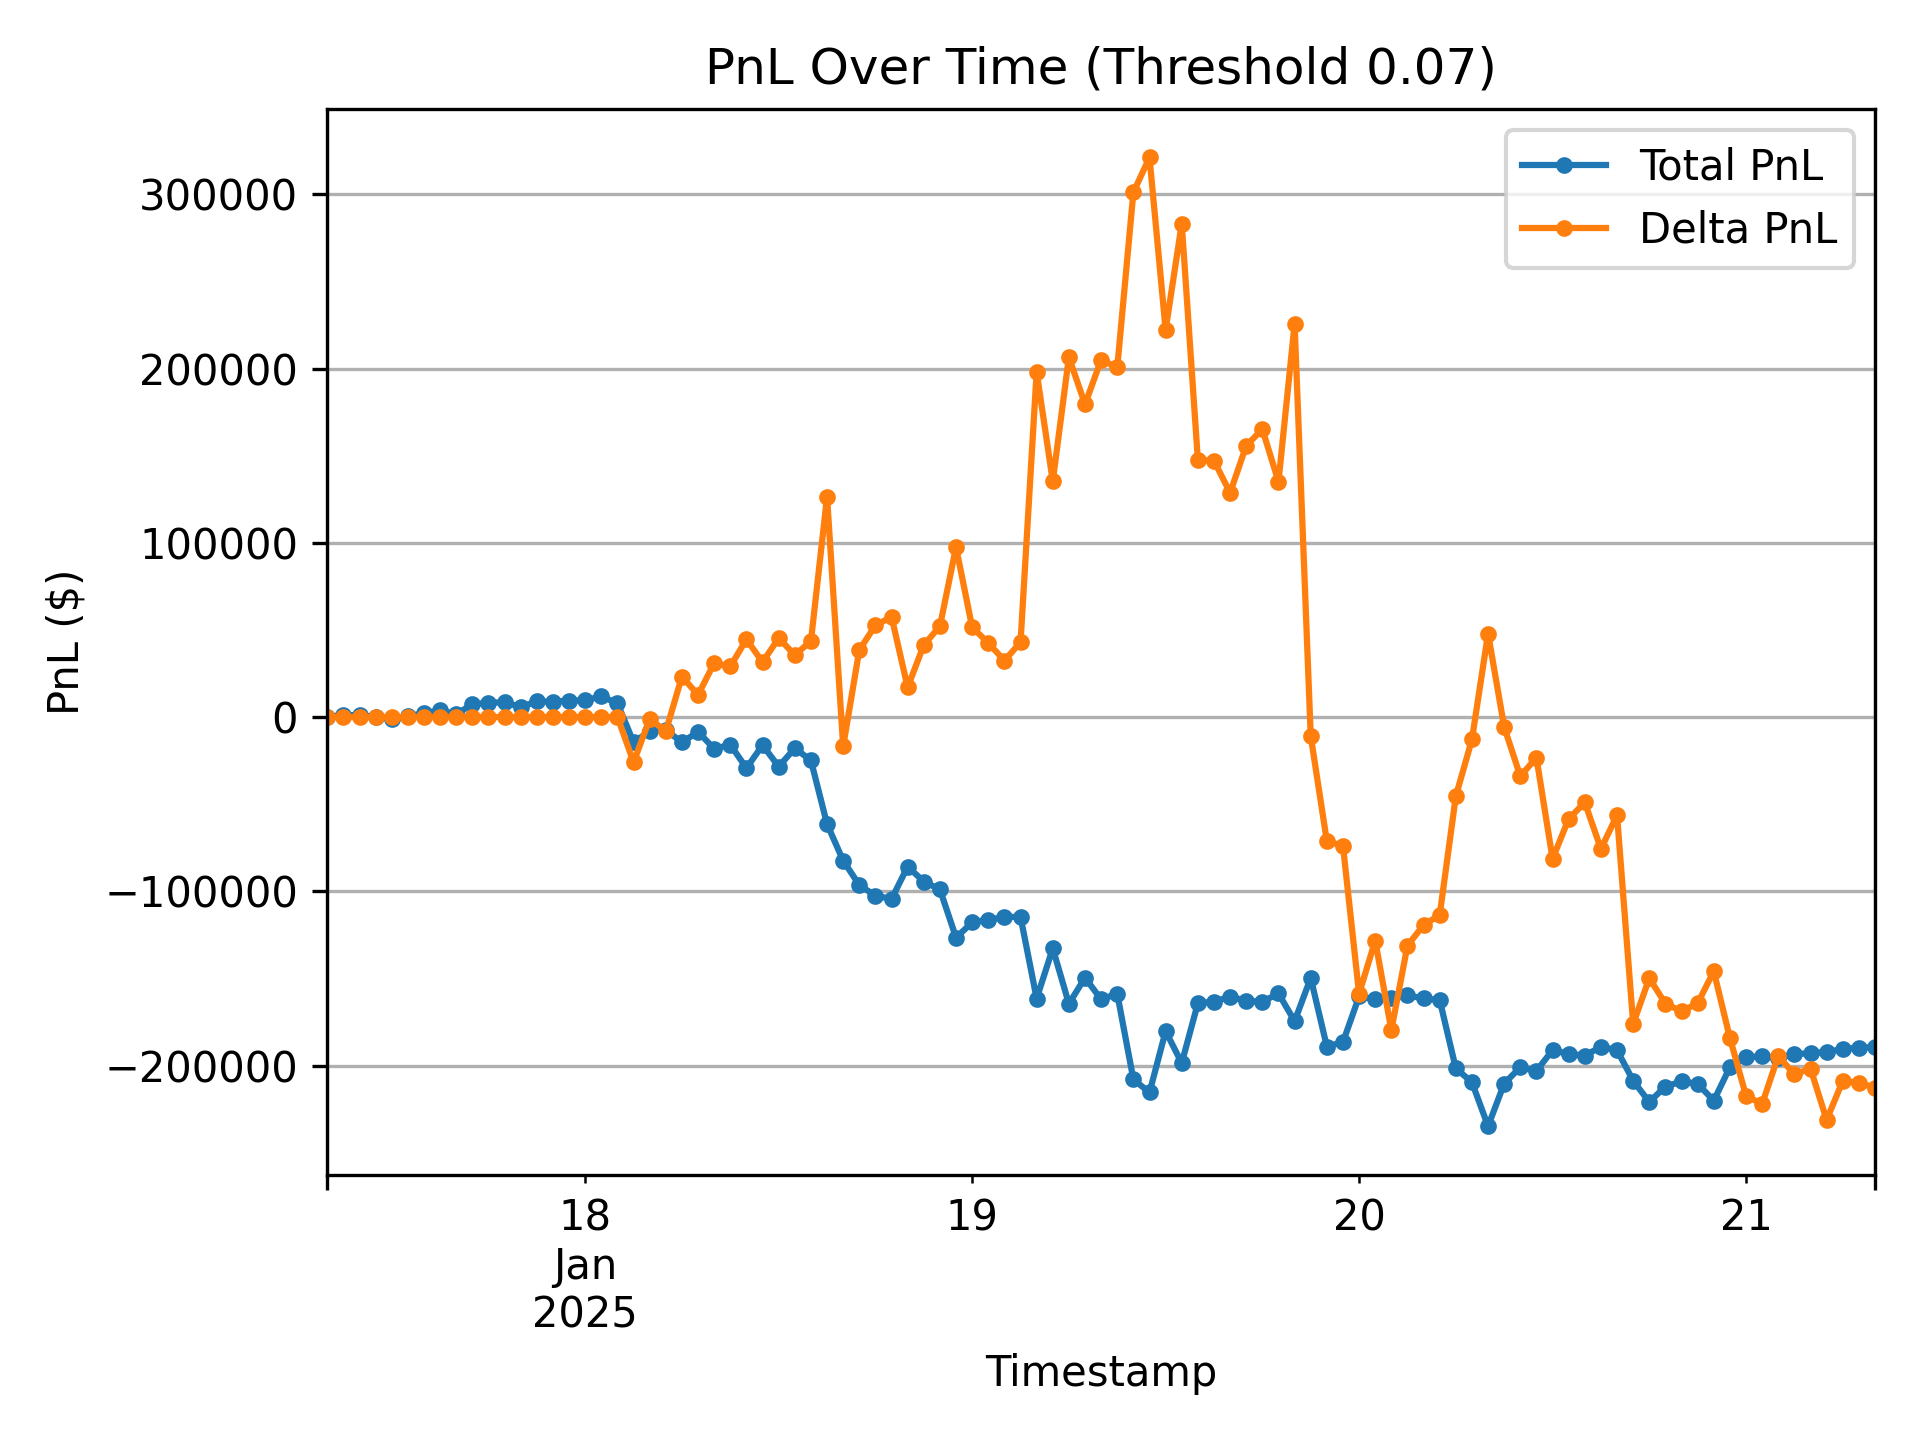 PnL Over Time (Threshold 0.07)
Total PnL
Delta PnL
300000
200000
100000
0
−100000
−200000
PnL ($)
18
19
20
21
Jan
2025
Timestamp